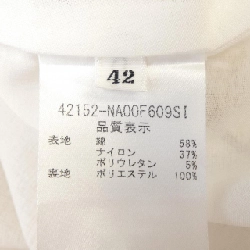 42
42152-NA00F609SI
品質表示
表地 綿 58%
ナイロン 37%
ポリウレタン 5%
裏地 ポリエステル 100%